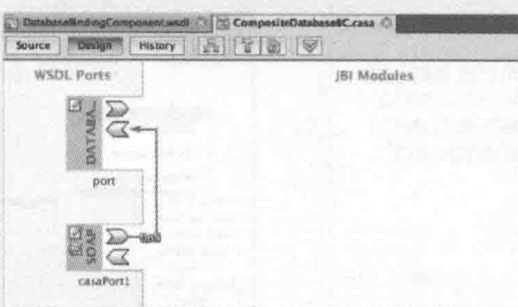 DatabaseBindingComponent.wsdl CompositeDatabaseBC.casa
Source Design History
WSDL Ports JBI Modules
DATABA...
port
SOAP
casaPort1